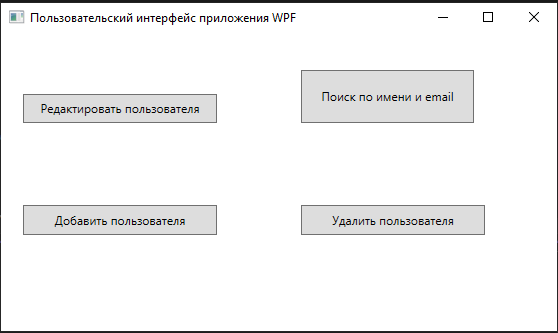 Пользовательский интерфейс приложения WPF
Поиск по имени и email
Редактировать пользователя
Добавить пользователя
Удалить пользователя